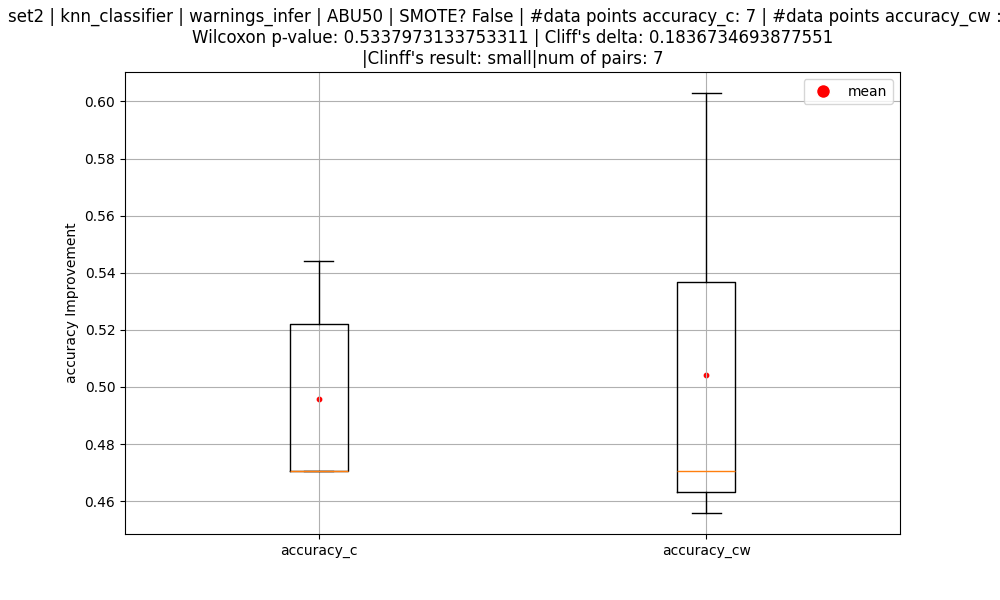 set2 | knn_classifier | warnings_infer | ABU50 | SMOTE? False | #data points accuracy_c: 7 | #data points accuracy_cw :
Wilcoxon p-value: 0.5337973133753311 | Cliff's delta: 0.1836734693877551
|Clinff's result: small|num of pairs: 7
mean
0.60
0.58
0.56
0.54
0.52
0.50
0.48
0.46
accuracy Improvement
accuracy_c
accuracy_cw